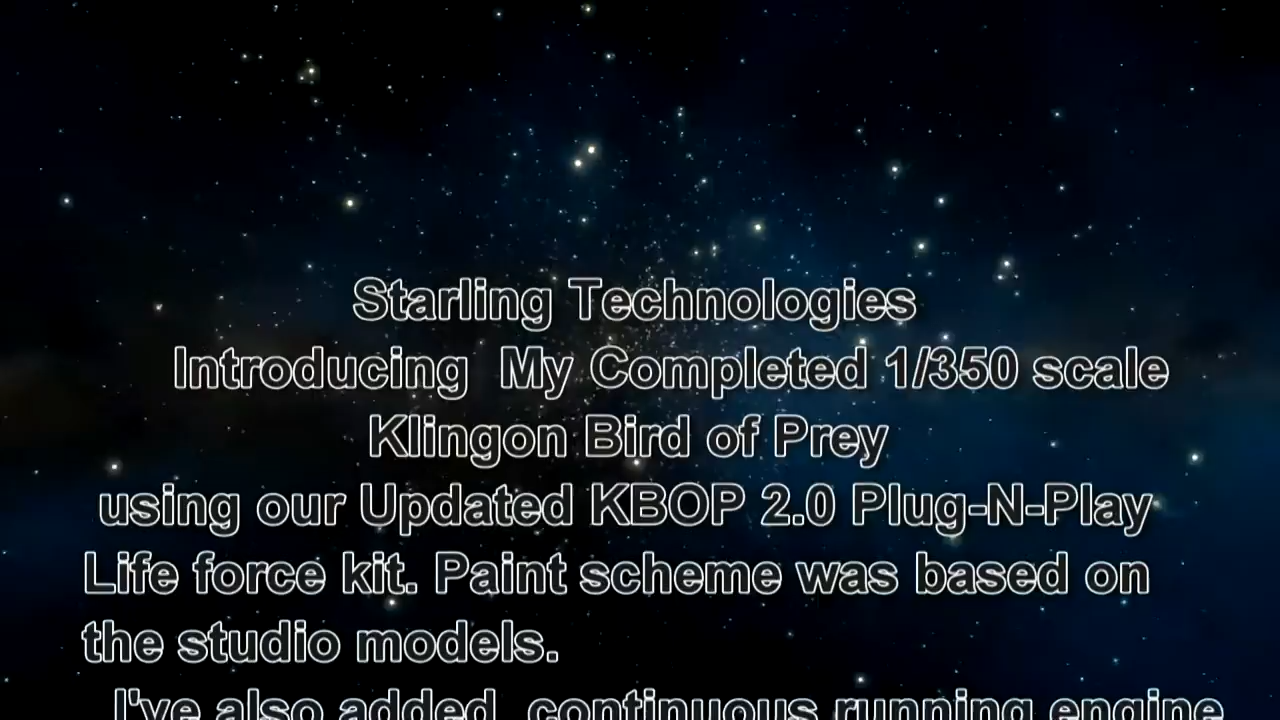 Starling Technologies
Introducing My Completed 1/350 scale
Klingon Bird of Prey
using our Updated KBOP 2.0 Plug-N-Play
Life force kit. Paint scheme was based on
the studio models.
I've also added continuous running engine